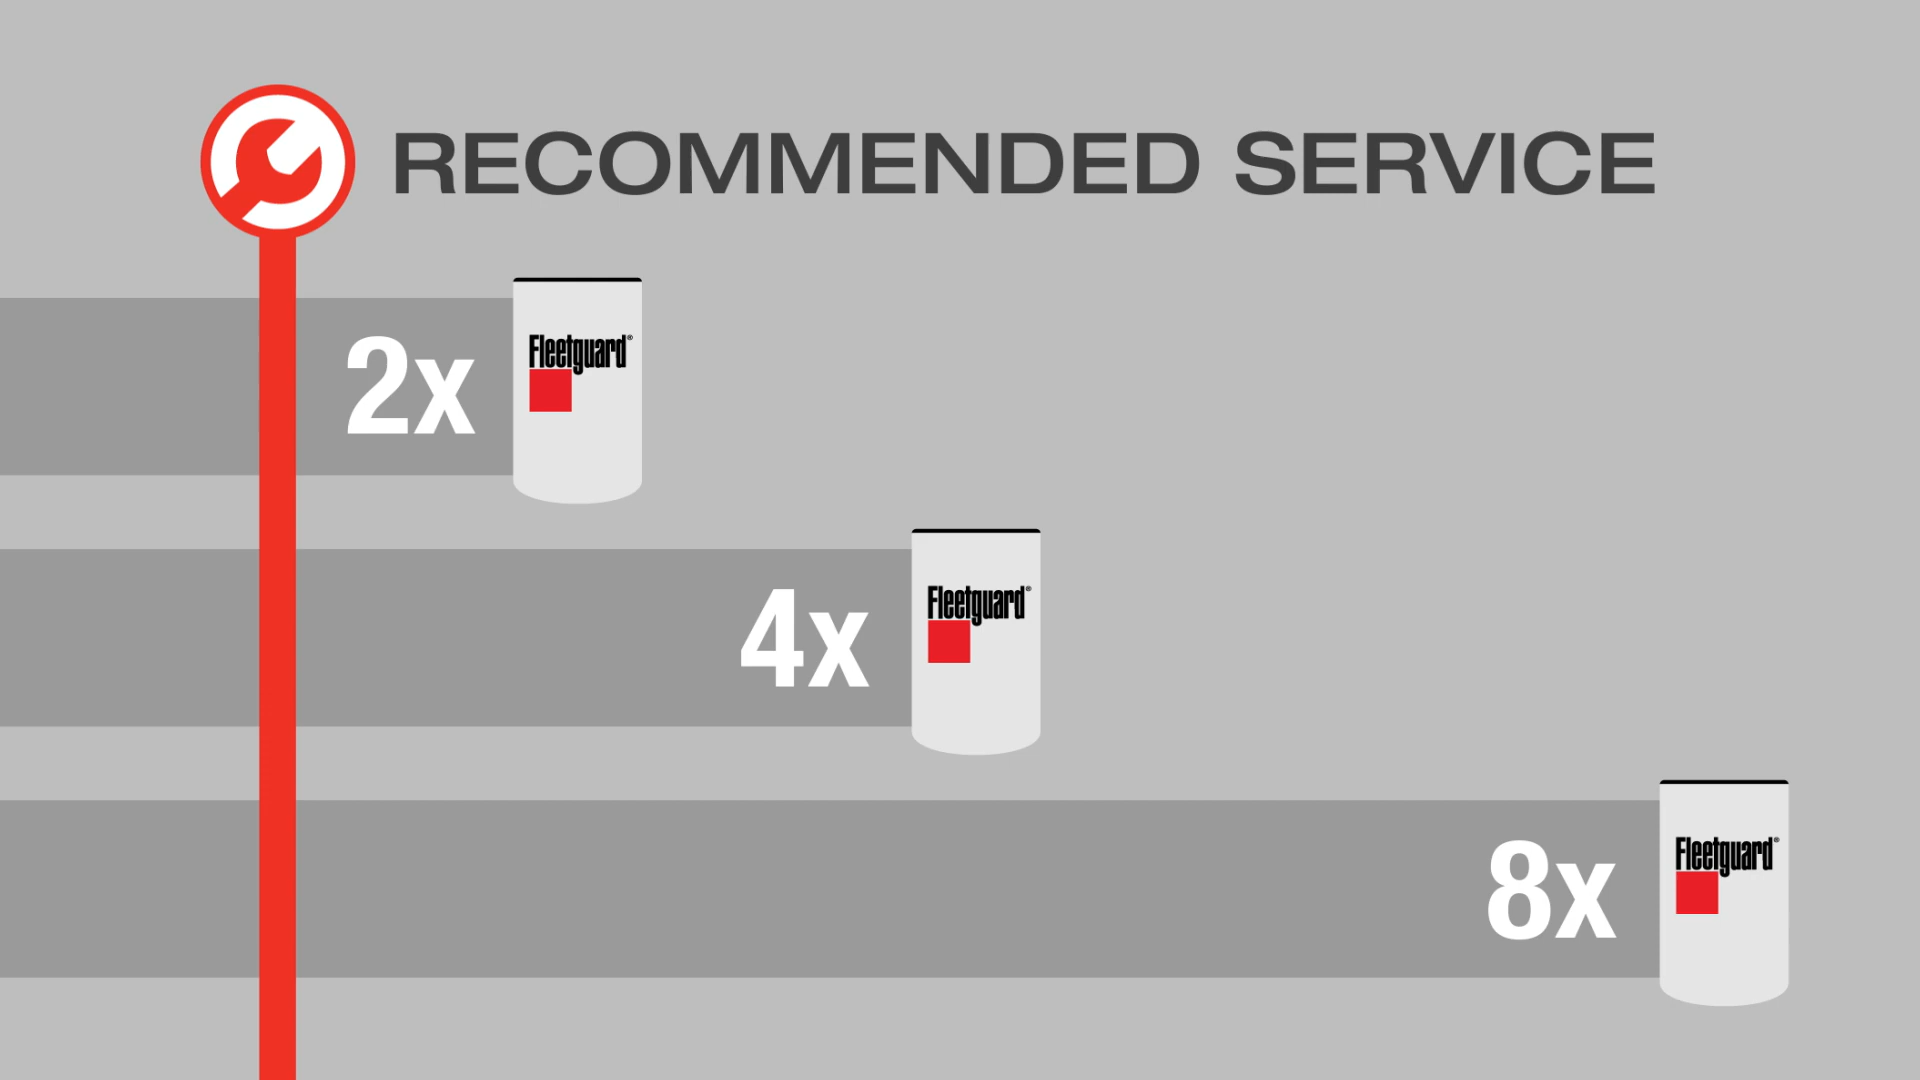 RECOMMENDED SERVICE
2x
Fleetguard®
4x
Fleetguard®
8x
Fleetguard®